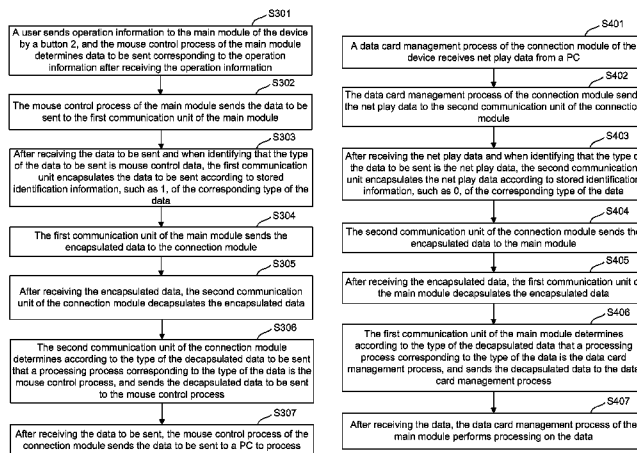 S301
A user sends operation information to the main module of the device
by a button 2, and the mouse control process of the main module
determines data to be sent corresponding to the operation
information after receiving the operation information
S302
The mouse control process of the main module sends the data to be
sent to the first communication unit of the main module
S303
After receiving the data to be sent and when identifying that the
type of the data to be sent is mouse control data, the first communication
unit encapsulates the data to be sent according to stored
identification information, such as 1, of the corresponding type of the
data
S304
The first communication unit of the main module sends the
encapsulated data to the connection module
S305
After receiving the encapsulated data, the second communication
unit of the connection module decapsulates the encapsulated data
S306
The second communication unit of the connection module
determines according to the type of the decapsulated data to be sent
that a processing process corresponding to the type of the data is the
mouse control process, and sends the decapsulated data to be sent
to the mouse control process
S307
After receiving the data to be sent, the mouse control process of the
connection module sends the data to be sent to a PC to process
S401
A data card management process of the connection module of the
device receives net play data from a PC
S402
The data card management process of the connection module send
the net play data to the second communication unit of the connectio
module
S403
After receiving the net play data and when identifying that the type o
the data to be sent is the net play data, the second communication
unit encapsulates the net play data according to stored identification
information, such as 0, of the corresponding type of the data
S404
The second communication unit of the connection module sends the
encapsulated data to the main module
S405
After receiving the encapsulated data, the first communication unit o
the main module decapsulates the encapsulated data
S406
The first communication unit of the main module determines
according to the type of the decapsulated data that a processing
process corresponding to the type of the data is the data card
management process, and sends the decapsulated data to the data
card management process
S407
After receiving the data, the data card management process of the
main module performs processing on the data